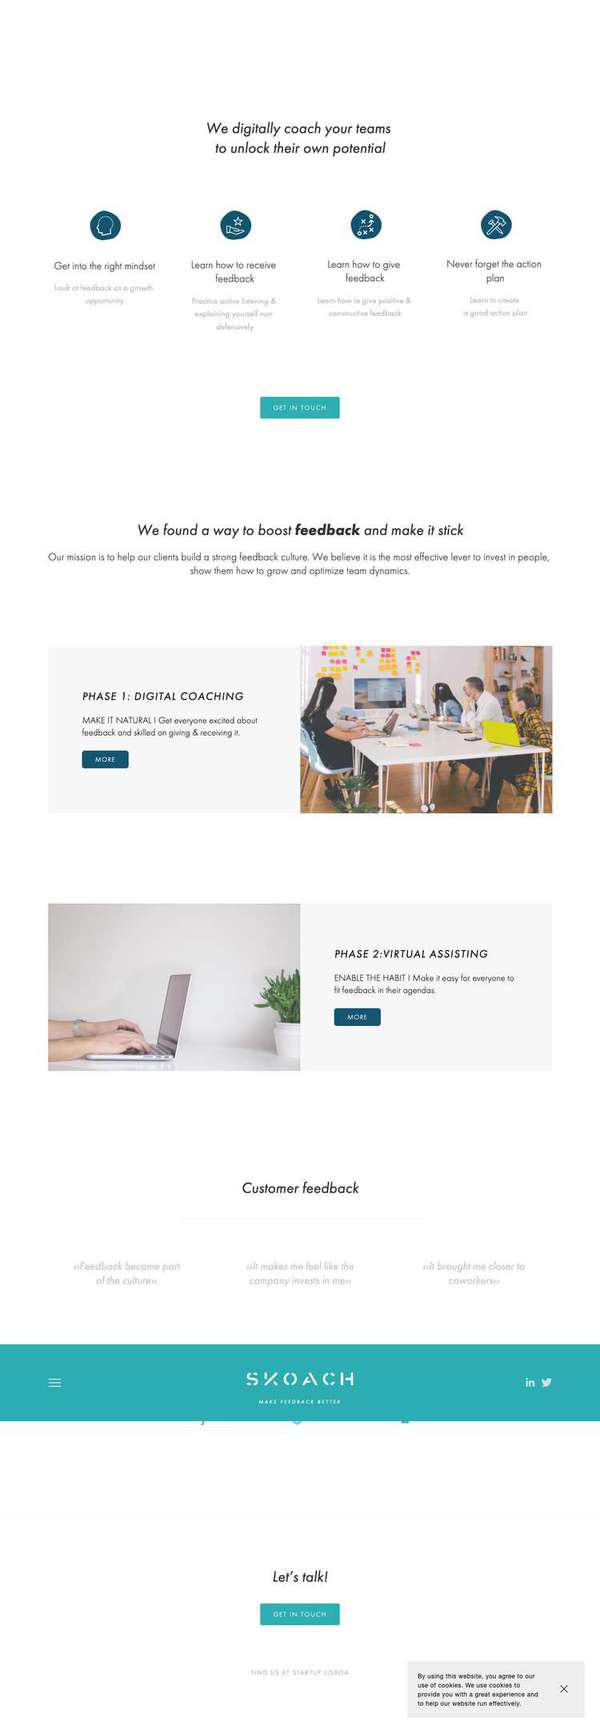 We digitally coach your teams
to unlock their own potential
Get into the right mindset
Look at feedback as a growth
opportunity
Learn how to receive
feedback
Practice active listening &
explaining yourself non
defensively
Learn how to give
feedback
Learn how to give positive &
constructive feedback
Never forget the action
plan
Learn to create
a good action plan
GET IN TOUCH
We found a way to boost feedback and make it stick
Our mission is to help our clients build a strong feedback culture. We believe it is the most effective lever to invest in people,
show them how to grow and optimize team dynamics.
PHASE 1: DIGITAL COACHING
MAKE IT NATURAL I Get everyone excited about
feedback and skilled on giving & receiving it.
MORE
PHASE 2:VIRTUAL ASSISTING
ENABLE THE HABIT I Make it easy for everyone to
fit feedback in their agendas.
MORE
Customer feedback
«Feedback became part
of the culture»
«It makes me feel like the
company invests in me»
«It brought me closer to
coworkers»
SKOACH
MAKE FEEDBACK BETTER
in
Let's talk!
GET IN TOUCH
FIND US AT STARTUP LISBOA
By using this website, you agree to our
use of cookies. We use cookies to
provide you with a great experience and
to help our website run effectively.